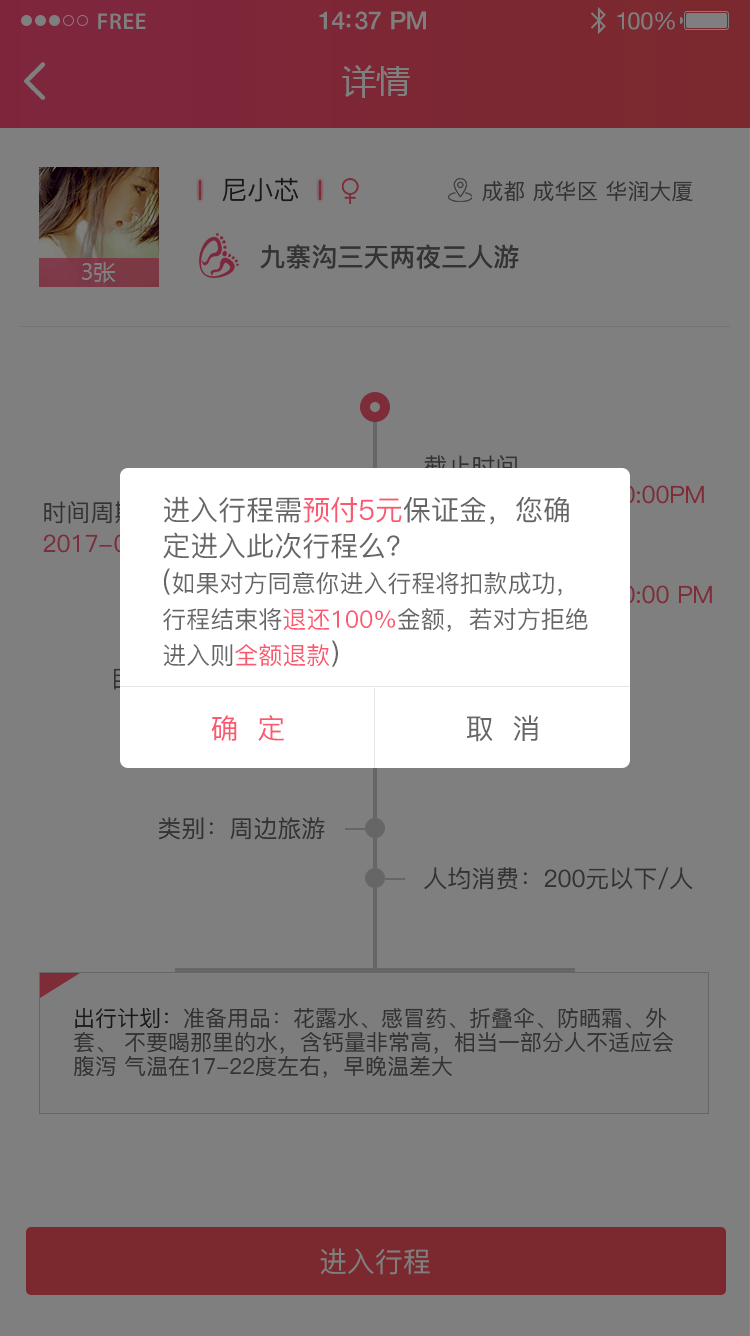 FREE 14:37 PM 100%
详情
尼小芯 成都 成华区 华润大厦
九寨沟三天两夜三人游
3张
截止时间
:00PM
时间周
2017-
:00 PM
进入行程需预付5元保证金，您确
定进入此次行程么？
(如果对方同意你进入行程将扣款成功，
行程结束将退还100%金额，若对方拒绝
进入则全额退款)
确 定 取 消
类别：周边旅游
人均消费：200元以下/人
出行计划：准备用品：花露水、感冒药、折叠伞、防晒霜、外
套、 不要喝那里的水，含钙量非常高，相当一部分人不适应会
腹泻 气温在17-22度左右，早晚温差大
进入行程